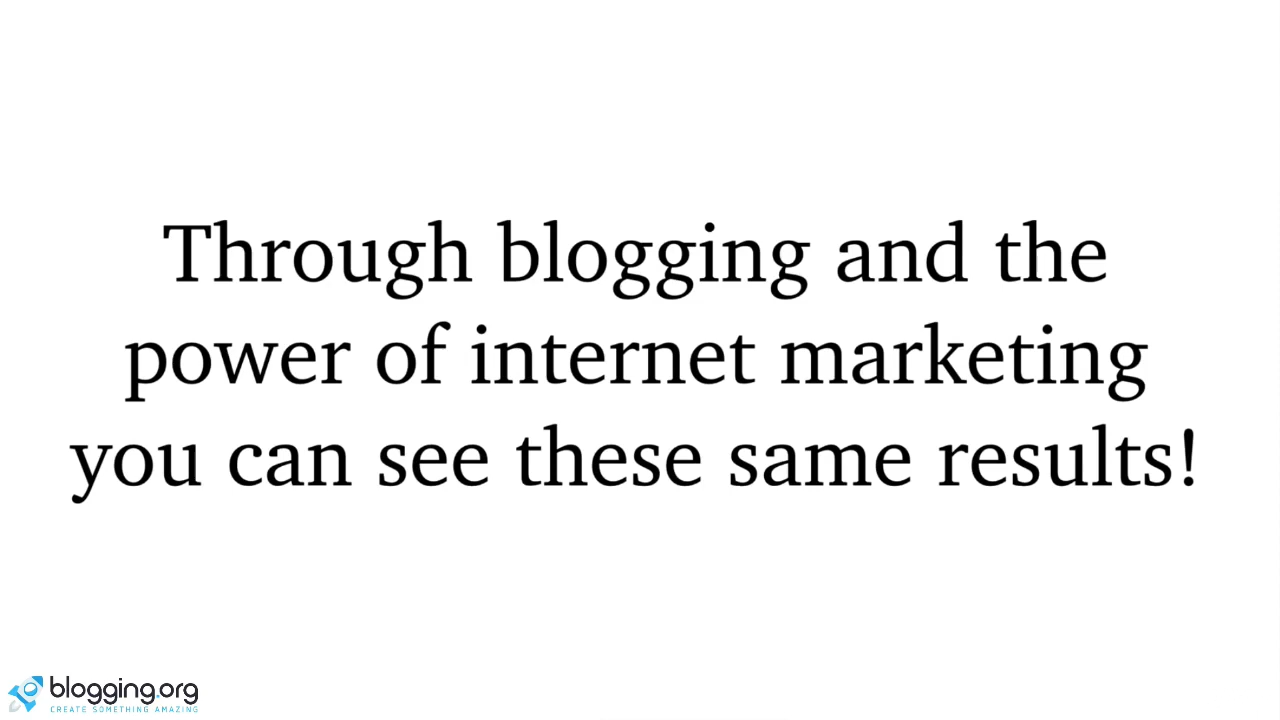 Through blogging and the
power of internet marketing
you can see these same results!
blogging.org
CREATE SOMETHING AMAZING